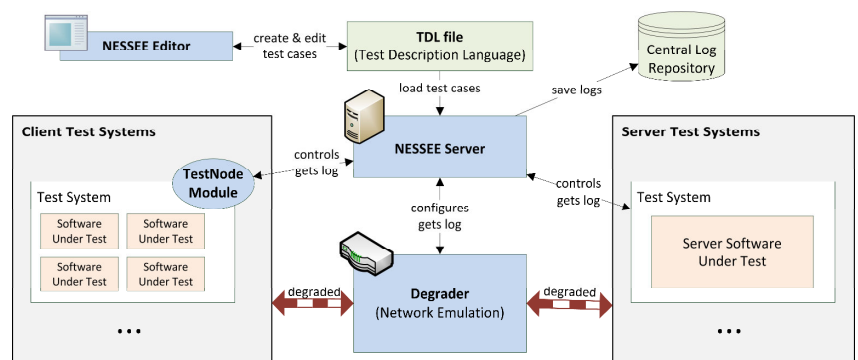 NESSEE Editor
create & edit
test cases
TDL file
(Test Description Language)
Central Log
Repository
load test cases
save logs
Client Test Systems
NESSEE Server
Server Test Systems
TestNode
Module
controls
gets log
controls
gets log
Test System
Software
Under Test
Software
Under Test
Software
Under Test
Software
Under Test
configures
gets log
Test System
Server Software
Under Test
degraded
Degrader
(Network Emulation)
degraded
...
...